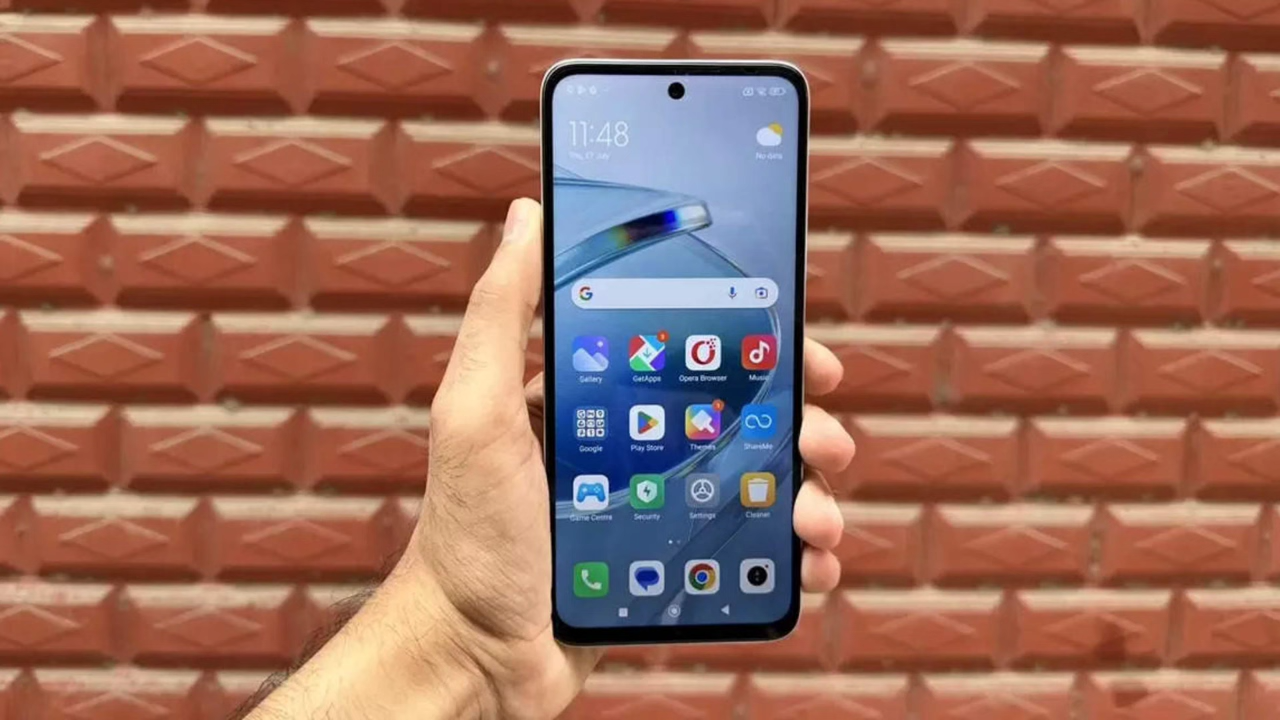 11:48
Gallery GetApps Opera Browser Music
Google Play Store Themes ShareMe
Game Centre Security Settings Cleaner